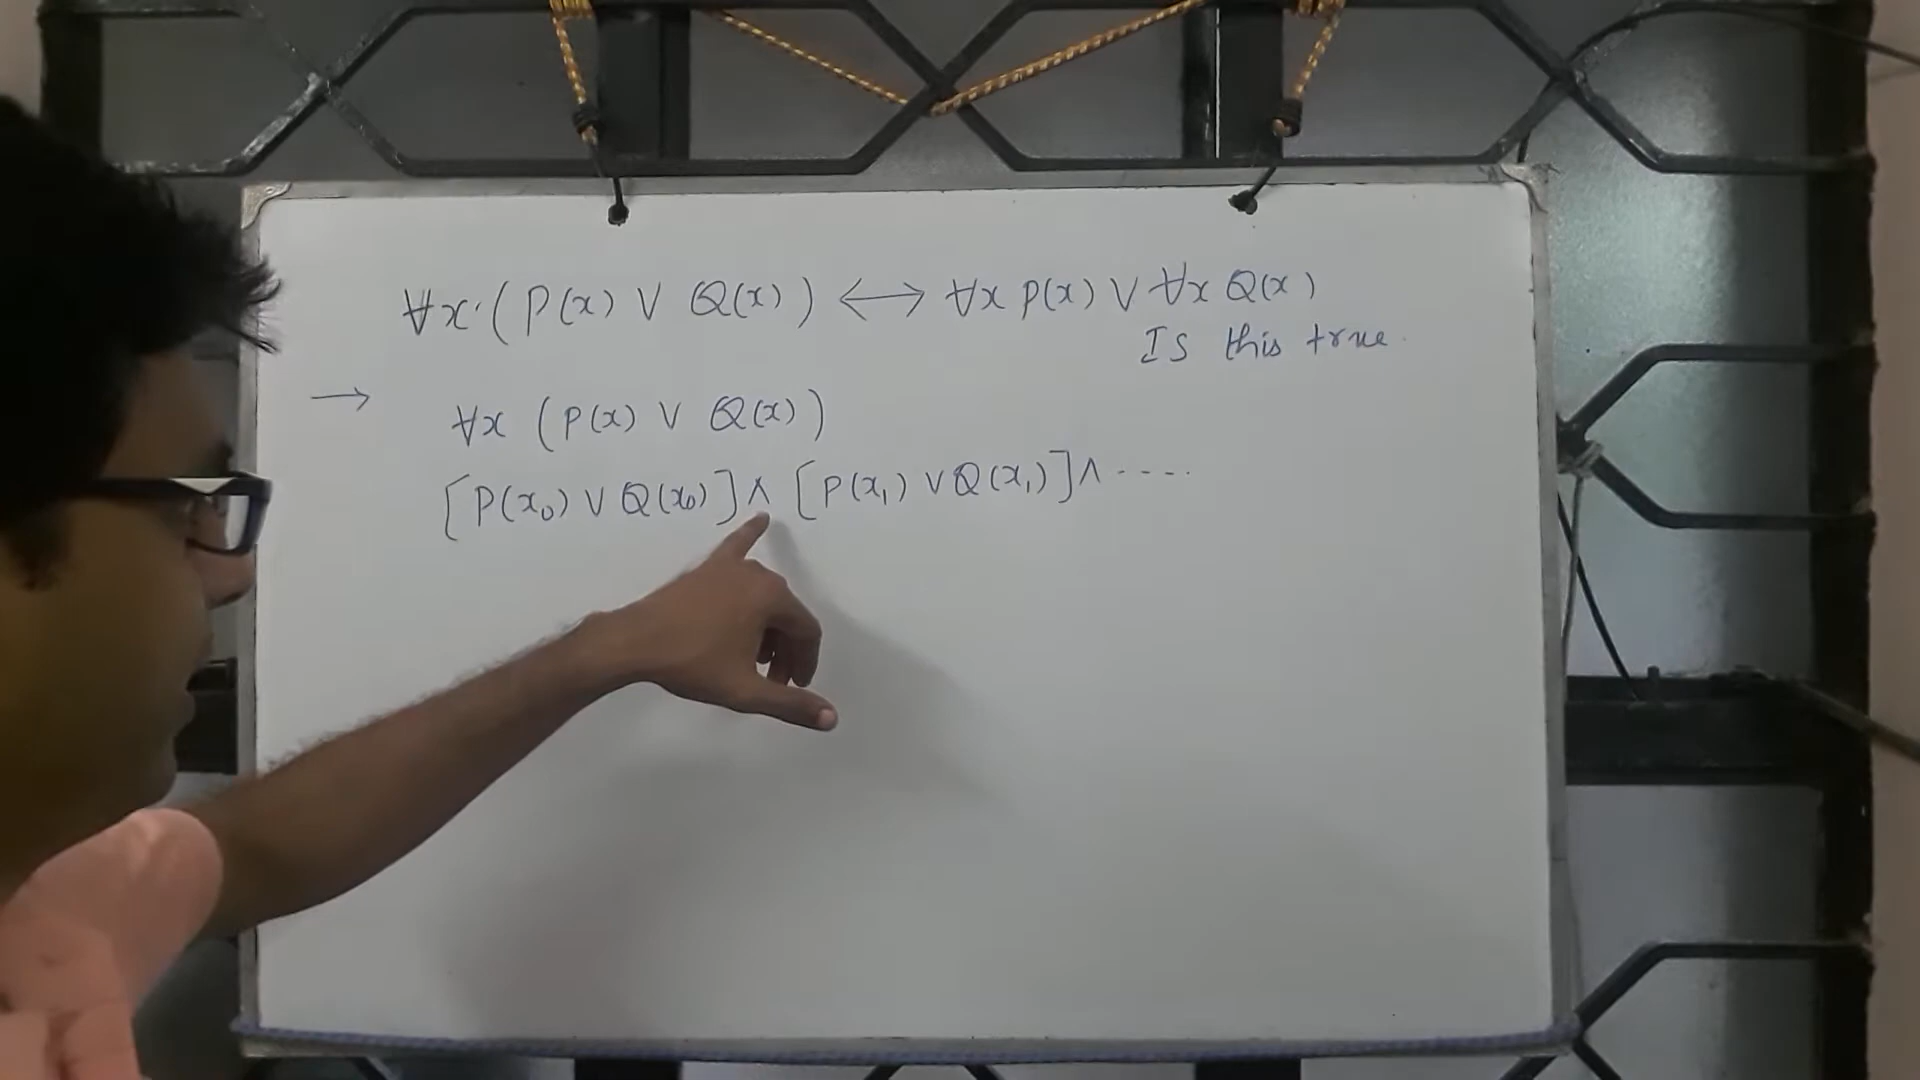 ∀x.(P(x) ∨ Q(x)) ⟷ ∀x P(x) ∨ ∀x Q(x)
Is this true.
→ ∀x (P(x) ∨ Q(x))
[P(x₀) ∨ Q(x₀)] ∧ [P(x₁) ∨ Q(x₁)] ∧ ----.